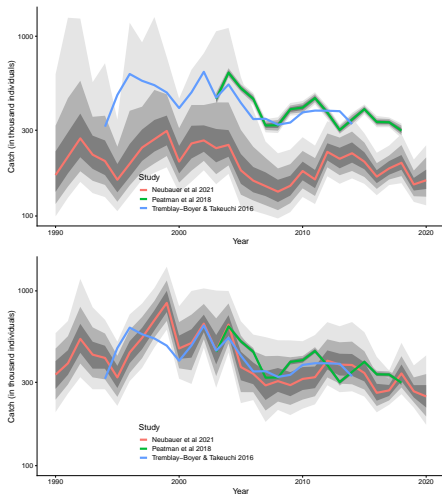 1000
300
100
Catch (in thousand individuals)
Study
Neubauer et al 2021
Peatman et al 2018
Tremblay−Boyer & Takeuchi 2016
1990 2000 2010 2020
Year
1000
300
100
Catch (in thousand individuals)
Study
Neubauer et al 2021
Peatman et al 2018
Tremblay−Boyer & Takeuchi 2016
1990 2000 2010 2020
Year